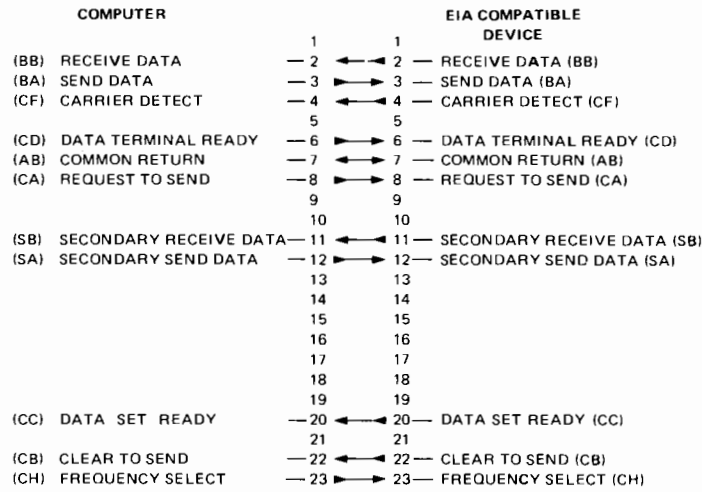 COMPUTER EIA COMPATIBLE
DEVICE
1 1
(BB) RECEIVE DATA — 2 2 — RECEIVE DATA (BB)
(BA) SEND DATA — 3 3 — SEND DATA (BA)
(CF) CARRIER DETECT — 4 4 — CARRIER DETECT (CF)
5 5
(CD) DATA TERMINAL READY — 6 6 — DATA TERMINAL READY (CD)
(AB) COMMON RETURN — 7 7 — COMMON RETURN (AB)
(CA) REQUEST TO SEND — 8 8 — REQUEST TO SEND (CA)
9 9
10 10
(SB) SECONDARY RECEIVE DATA — 11 11 — SECONDARY RECEIVE DATA (SB)
(SA) SECONDARY SEND DATA — 12 12 — SECONDARY SEND DATA (SA)
13 13
14 14
15 15
16 16
17 17
18 18
19 19
(CC) DATA SET READY — 20 20 — DATA SET READY (CC)
21 21
(CB) CLEAR TO SEND — 22 22 — CLEAR TO SEND (CB)
(CH) FREQUENCY SELECT — 23 23 — FREQUENCY SELECT (CH)